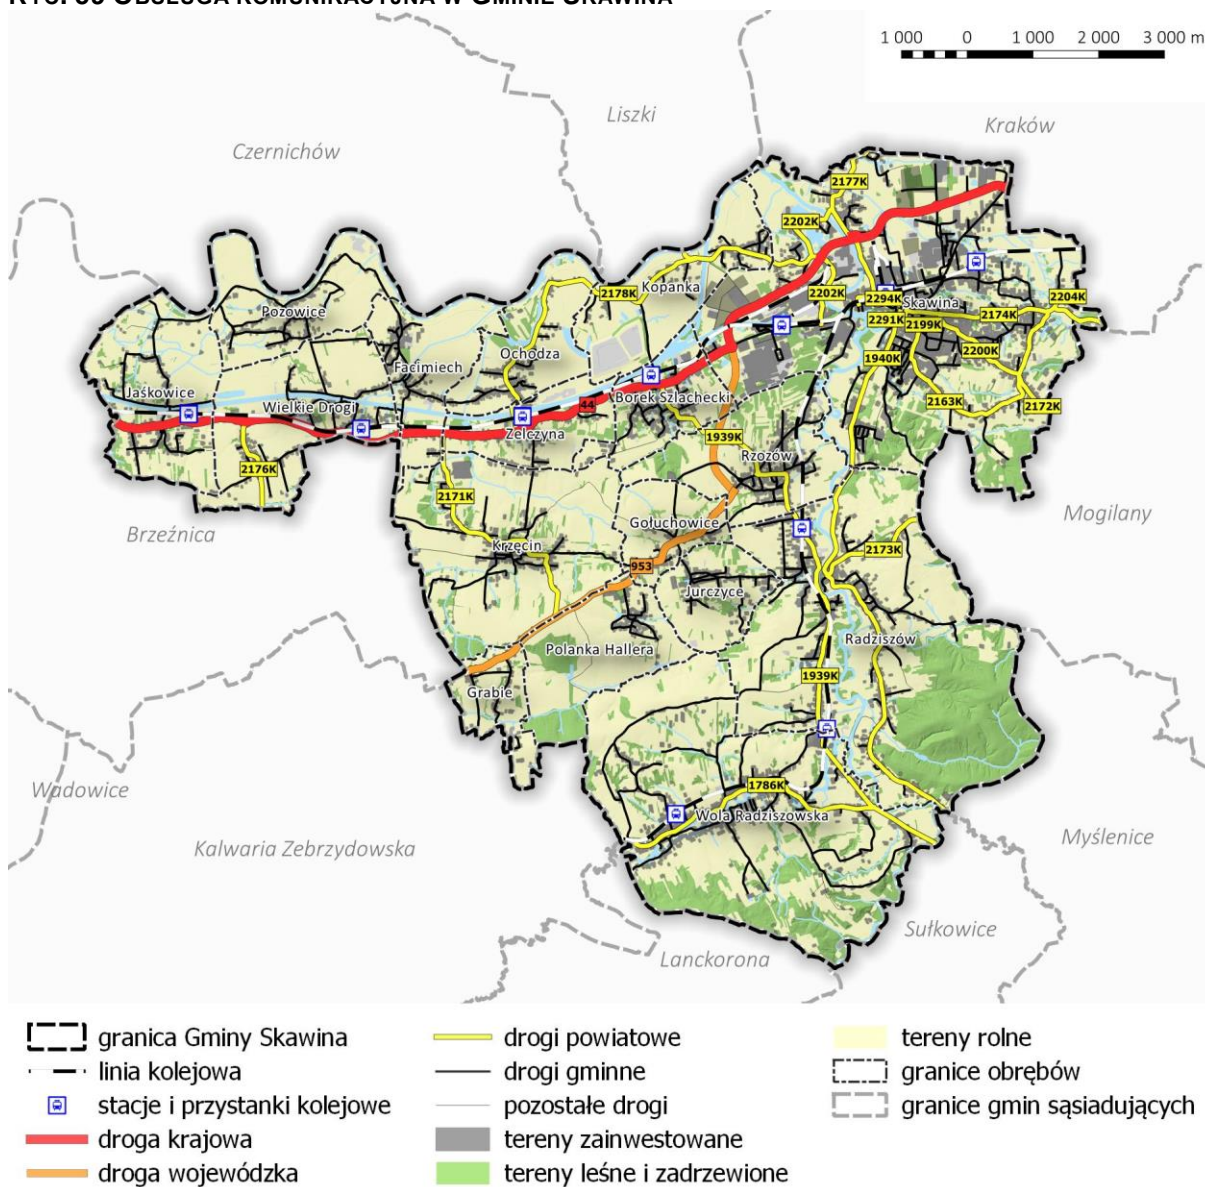 1 000 0 1 000 2 000 3 000 m
Liszki
Kraków
Czernichów
2177K
2202K
2178K
Kopanka
2202K
2294K
Skawina
2204K
2174K
2291K
2199K
Pozowice
Ochodza
1940K
2200K
Facimiech
Jaśkowice
Wielkie Drogi
44
Borek Szlachecki
2163K
2172K
Zelczyna
1939K
Rzozów
2176K
2171K
Mogilany
Brzeźnica
Gołuchowice
Krzęcin
2173K
953
Jurczyce
Radziszów
Polanka Hallera
1939K
Grabie
Wadowice
1786K
Wola Radziszowska
Kalwaria Zebrzydowska
Myślenice
Sułkowice
Lanckorona
granica Gminy Skawina
linia kolejowa
stacje i przystanki kolejowe
droga krajowa
droga wojewódzka
drogi powiatowe
drogi gminne
pozostałe drogi
tereny zainwestowane
tereny leśne i zadrzewione
tereny rolne
granice obrębów
granice gmin sąsiadujących